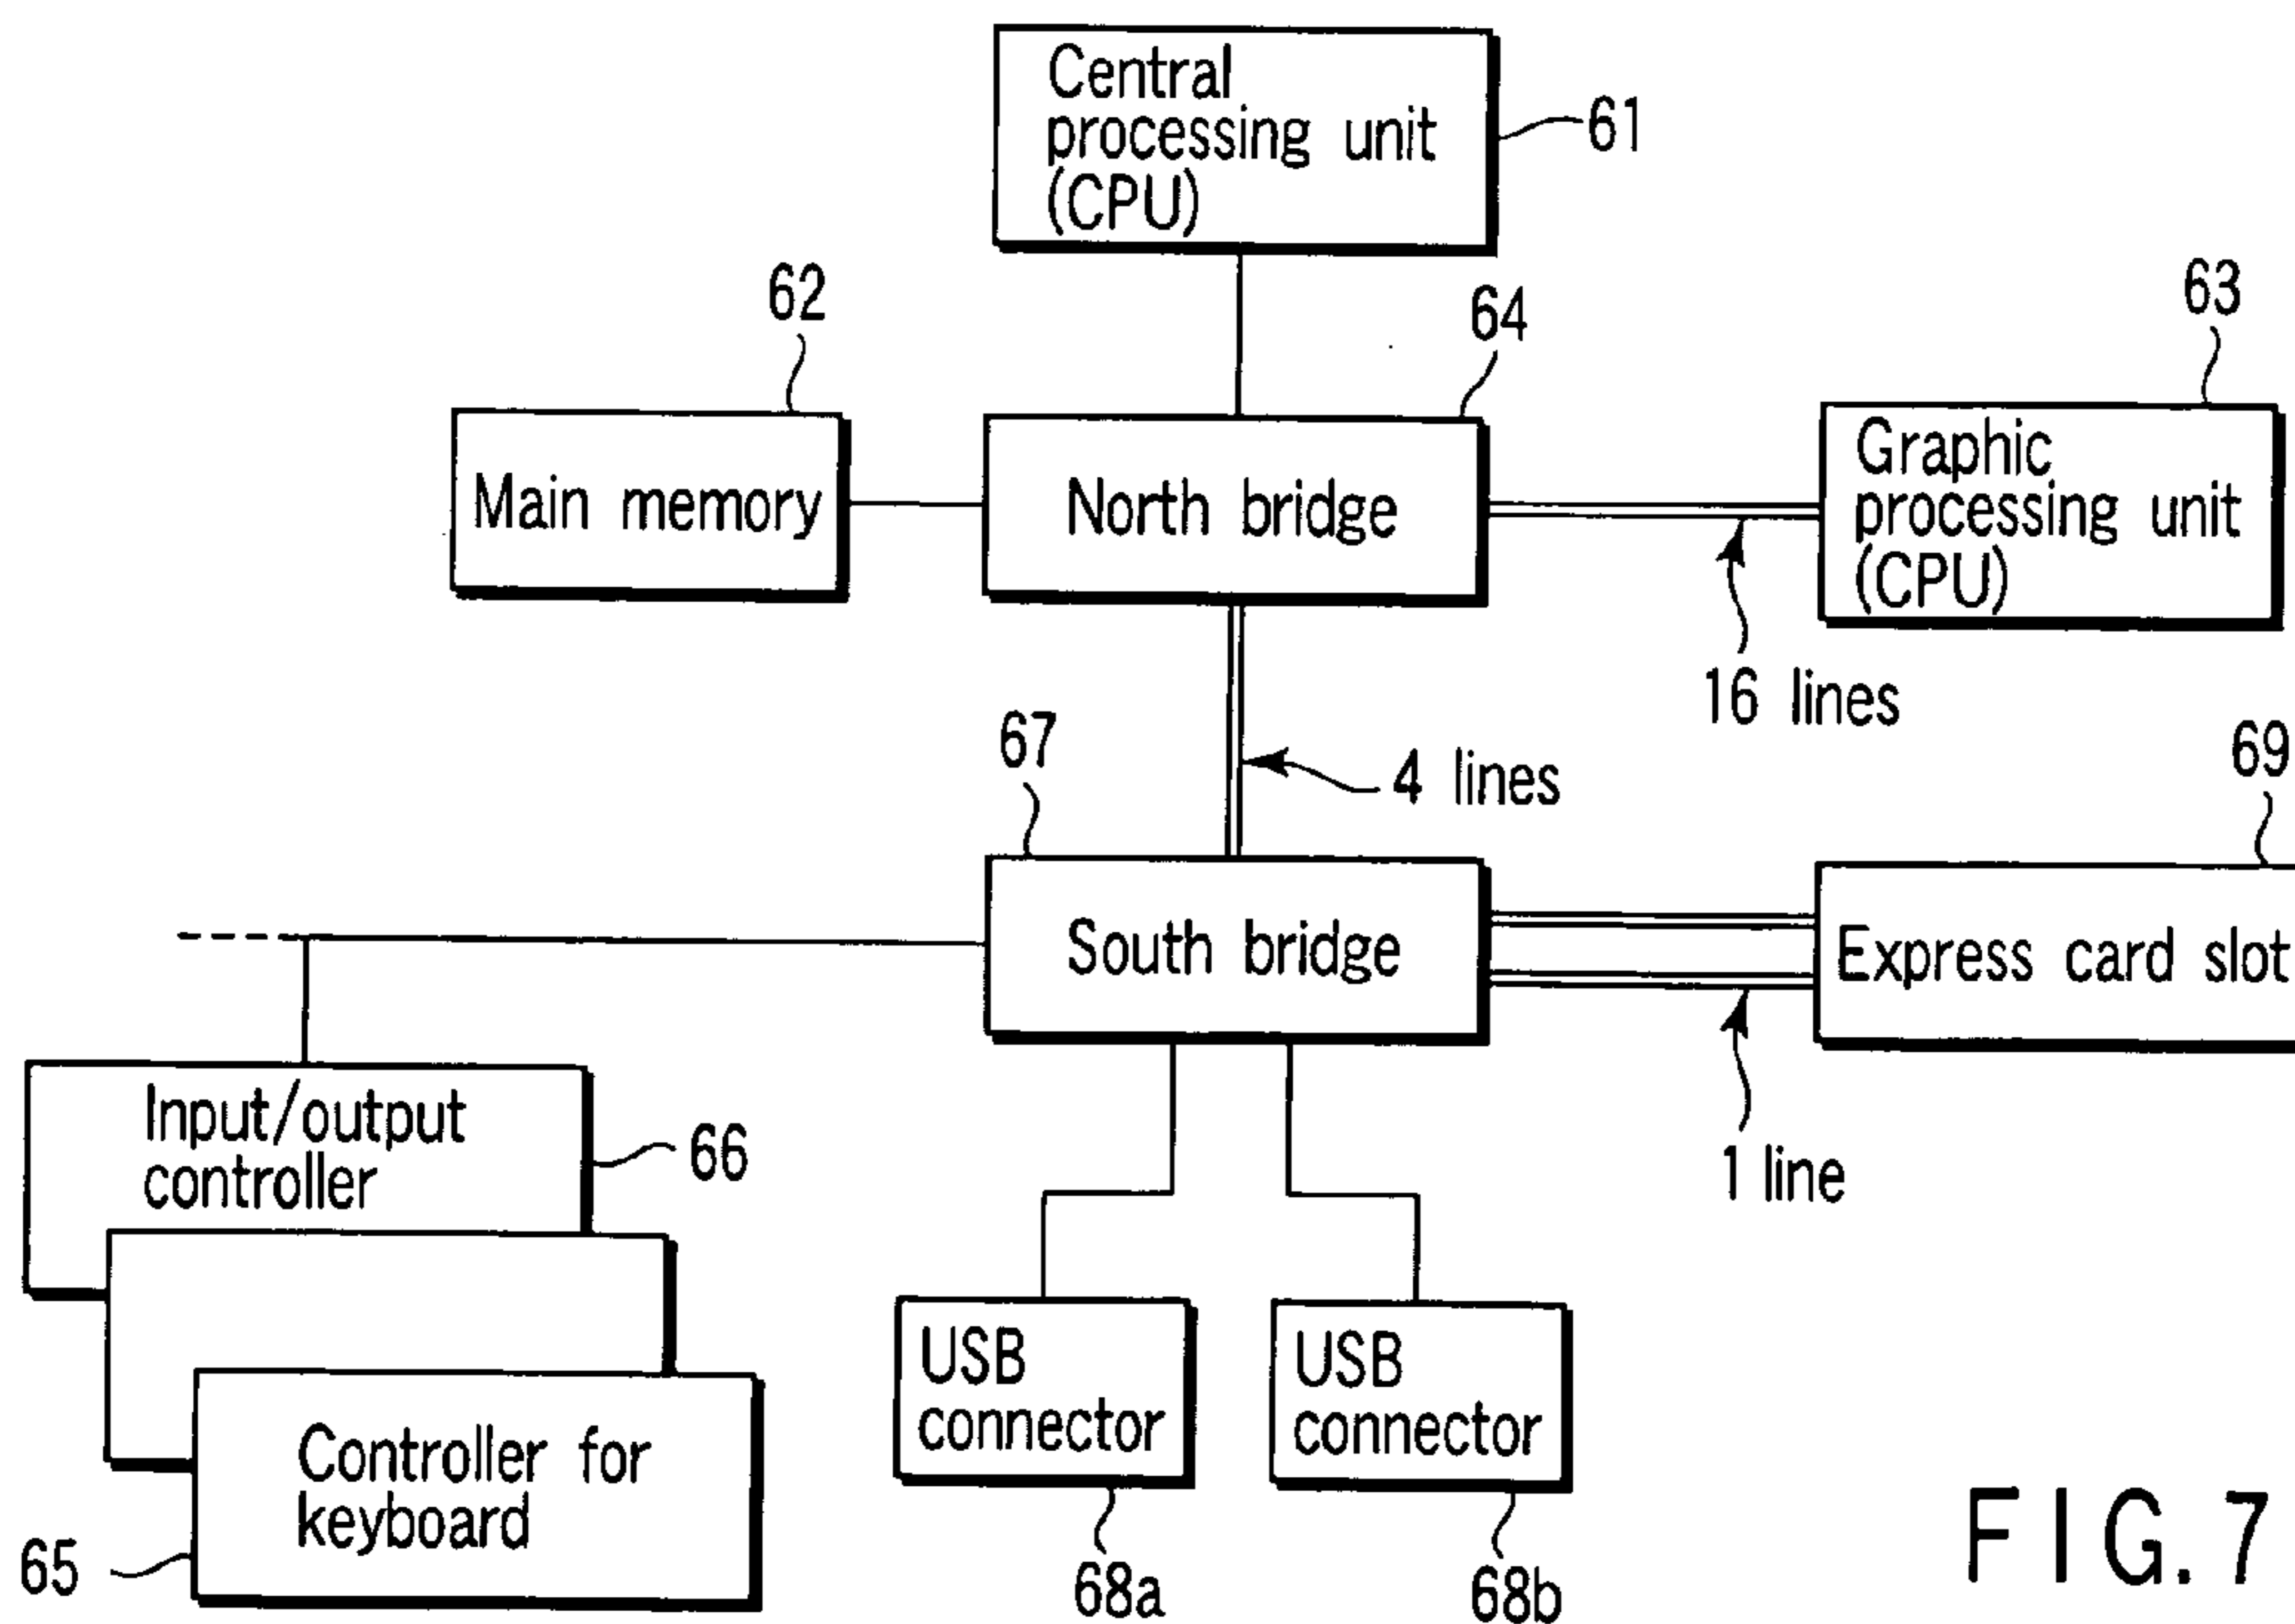 Central
processing unit
(CPU)
61
62
64
63
Main memory
North bridge
Graphic
processing unit
(CPU)
16 lines
67
4 lines
69
South bridge
Express card slot
1 line
Input/output
controller
66
USB
connector
USB
connector
Controller for
keyboard
65
68a
68b
FIG. 7